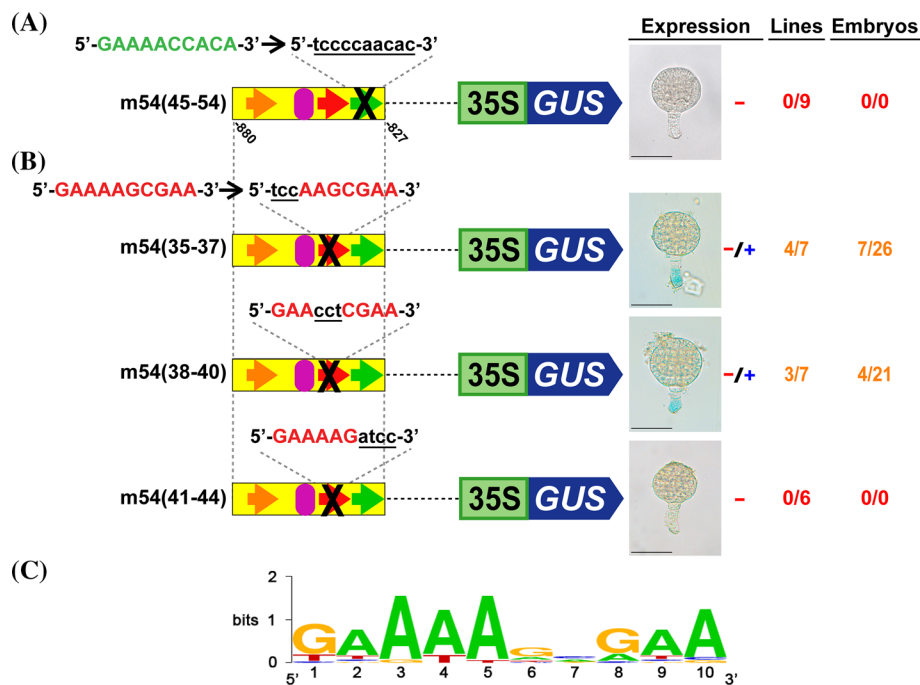 (A)
Expression Lines Embryos
5'-GAAAACCACA-3' → 5'-tccccaacac-3'
m54(45-54) X 35S GUS - 0/9 0/0
-880 -827
(B)
5'-GAAAAGCGAA-3' → 5'-tccAAGCGAA-3'
m54(35-37) X 35S GUS -/+ 4/7 7/26
5'-GAAcctCGAA-3'
m54(38-40) X 35S GUS -/+ 3/7 4/21
5'-GAAAAGatcc-3'
m54(41-44) X 35S GUS - 0/6 0/0
(C)
2
bits 1
0
GAAAAG GAA
5' 1 2 3 4 5 6 7 8 9 10 3'